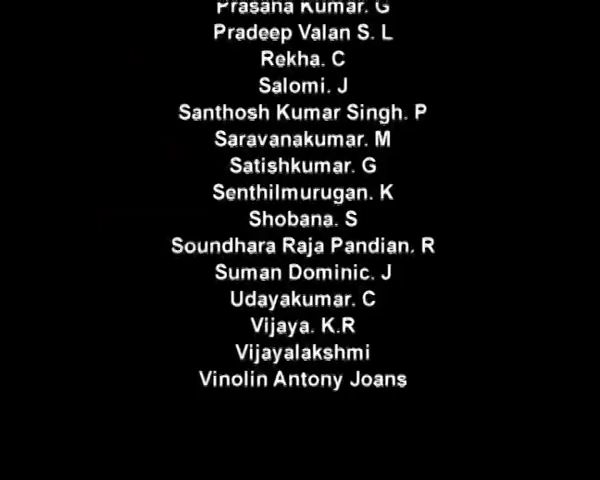 Prasana Kumar. G
Pradeep Valan S. L
Rekha. C
Salomi. J
Santhosh Kumar Singh. P
Saravanakumar. M
Satishkumar. G
Senthilmurugan. K
Shobana. S
Soundhara Raja Pandian. R
Suman Dominic. J
Udayakumar. C
Vijaya. K.R
Vijayalakshmi
Vinolin Antony Joans